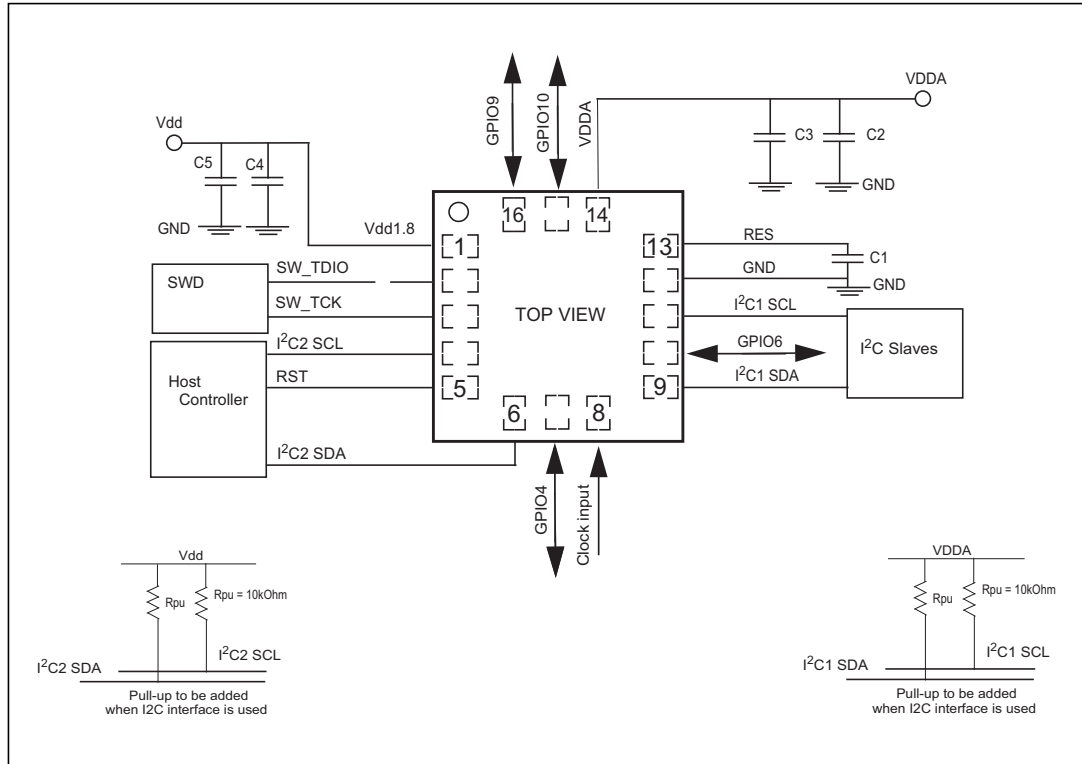 GPIO9
GPIO10
VDDA
VDDA
Vdd
C5
C4
C3
C2
GND
GND
Vdd1.8
16
14
1
13
RES
C1
SWD
SW_TDIO
GND
GND
SW_TCK
TOP VIEW
I²C1 SCL
I²C2 SCL
GPIO6
I²C Slaves
Host
Controller
RST
5
9
I²C1 SDA
6
8
I²C2 SDA
GPIO4
Clock input
Vdd
Rpu
Rpu = 10kOhm
I²C2 SCL
I²C2 SDA
Pull-up to be added
when I2C interface is used
VDDA
Rpu
Rpu = 10kOhm
I²C1 SCL
I²C1 SDA
Pull-up to be added
when I2C interface is used